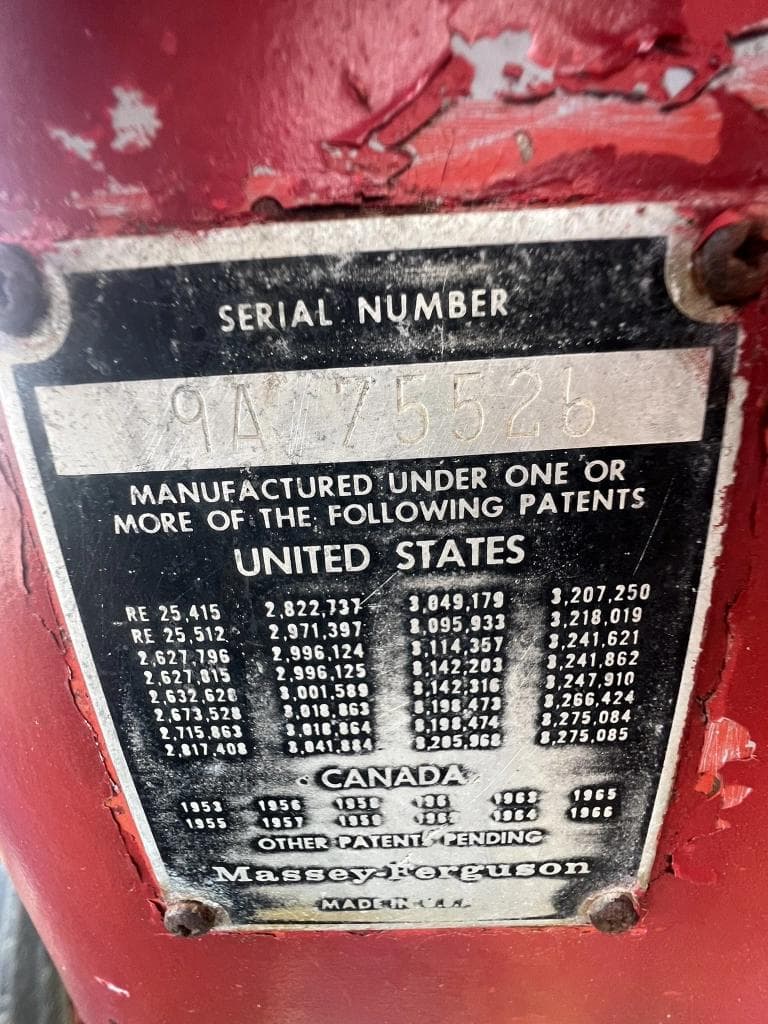 SERIAL NUMBER
9A 75526
MANUFACTURED UNDER ONE OR
MORE OF THE FOLLOWING PATENTS
UNITED STATES
RE 25,415 2,822,737 3,049,179 3,207,250
RE 25,512 2,971,397 3,095,933 3,218,019
2,627,796 2,996,124 3,114,357 3,241,621
2,627,815 2,996,125 3,142,203 3,241,862
2,632,628 3,001,589 3,142,316 3,247,910
2,673,528 3,018,863 3,198,473 3,266,424
2,715,863 3,018,864 3,198,474 3,275,084
2,817,408 3,041,884 3,205,968 3,275,085
CANADA
1953 1956 1958 1963 1965
1955 1957 1964 1966
OTHER PATENTS PENDING
Massey-Ferguson
MADE IN